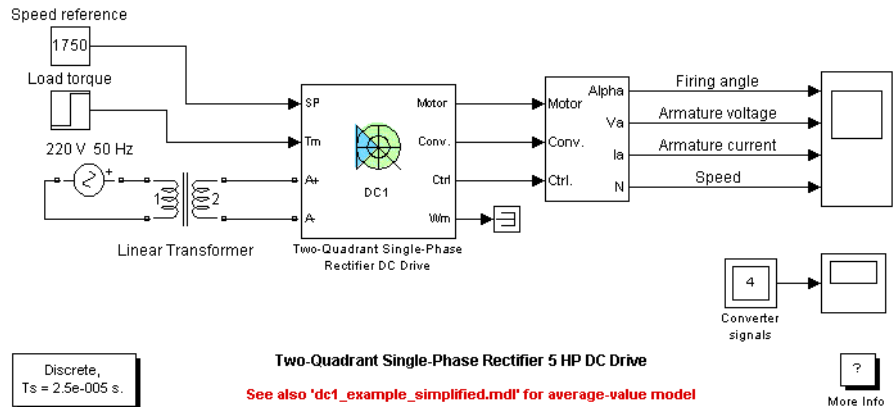 Speed reference
1750
Load torque
220 V 50 Hz
+
1 2
Linear Transformer
SP
Tm
A+
A-
DC1
Motor
Conv.
Ctrl
Wm
Two-Quadrant Single-Phase
Rectifier DC Drive
Motor
Conv.
Ctrl.
Alpha
Va
Ia
N
Firing angle
Armature voltage
Armature current
Speed
4
Converter
signals
Discrete,
Ts = 2.5e-005 s.
Two-Quadrant Single-Phase Rectifier 5 HP DC Drive
See also 'dc1_example_simplified.mdl' for average-value model
?
More Info